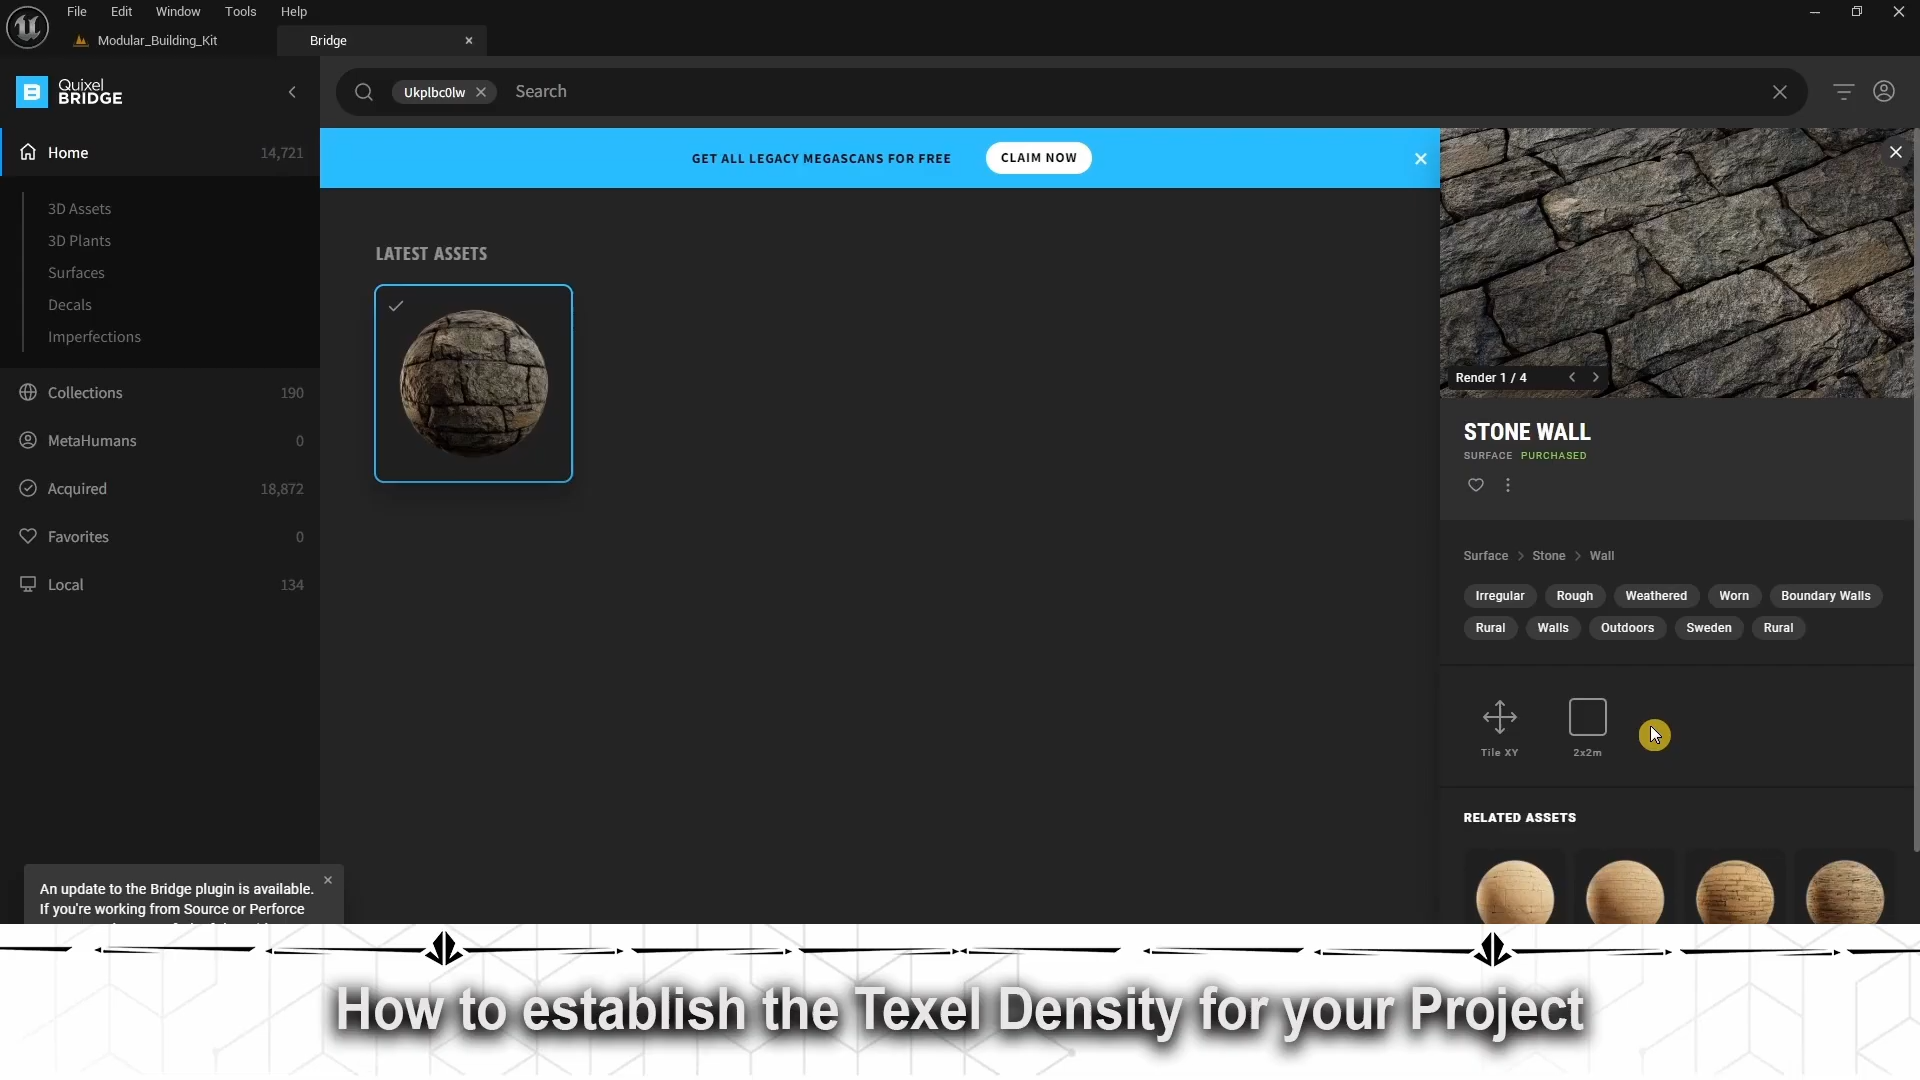 File Edit Window Tools Help
Modular_Building_Kit
Bridge
Quixel
BRIDGE
Ukplbc0lw
Search
Home 14,721
3D Assets
3D Plants
Surfaces
Decals
Imperfections
Collections 190
MetaHumans 0
Acquired 18,872
Favorites 0
Local 134
GET ALL LEGACY MEGASCANS FOR FREE
CLAIM NOW
LATEST ASSETS
Render 1 / 4
STONE WALL
SURFACE PURCHASED
Surface > Stone > Wall
Irregular Rough Weathered Worn Boundary Walls
Rural Walls Outdoors Sweden Rural
Tile XY
2x2m
RELATED ASSETS
An update to the Bridge plugin is available.
If you're working from Source or Perforce
How to establish the Texel Density for your Project